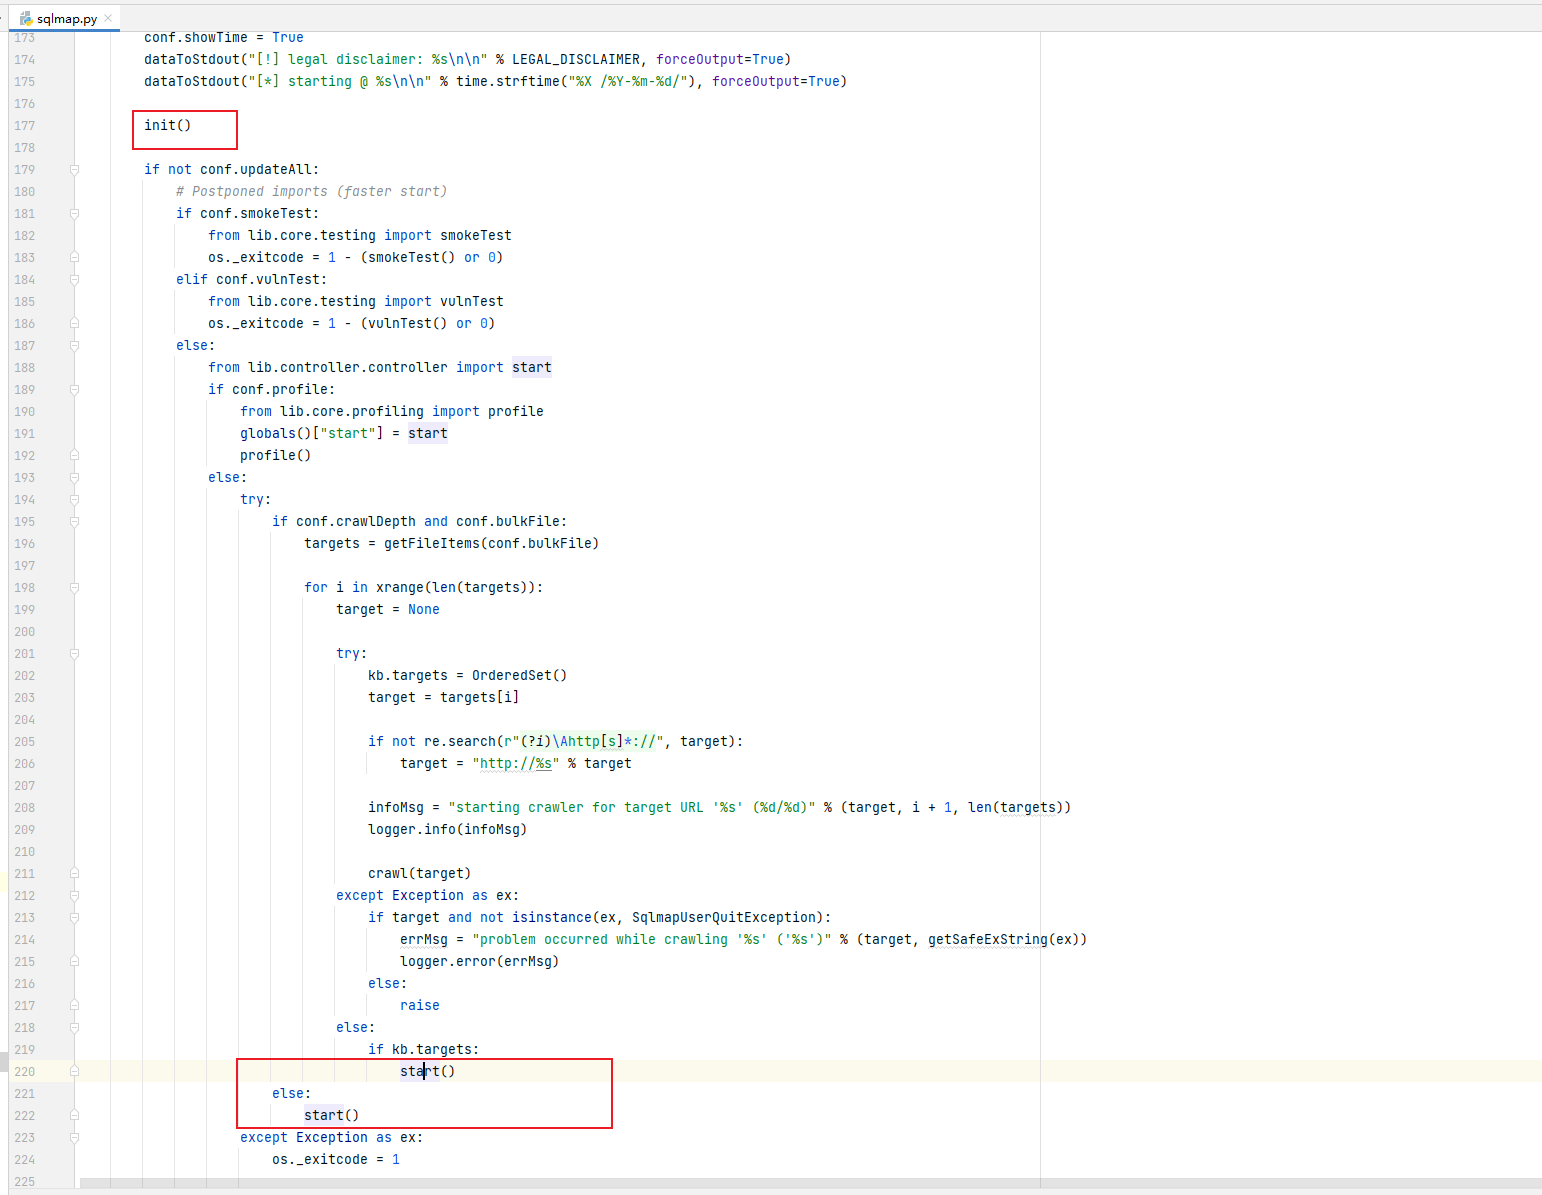 sqlmap.py
173 conf.showTime = True
174 dataToStdout("[!] legal disclaimer: %s\n\n" % LEGAL_DISCLAIMER, forceOutput=True)
175 dataToStdout("[*] starting @ %s\n\n" % time.strftime("%X /%Y-%m-%d/"), forceOutput=True)
176
177 init()
178
179 if not conf.updateAll:
180 # Postponed imports (faster start)
181 if conf.smokeTest:
182 from lib.core.testing import smokeTest
183 os._exitcode = 1 - (smokeTest() or 0)
184 elif conf.vulnTest:
185 from lib.core.testing import vulnTest
186 os._exitcode = 1 - (vulnTest() or 0)
187 else:
188 from lib.controller.controller import start
189 if conf.profile:
190 from lib.core.profiling import profile
191 globals()["start"] = start
192 profile()
193 else:
194 try:
195 if conf.crawlDepth and conf.bulkFile:
196 targets = getFileItems(conf.bulkFile)
197
198 for i in xrange(len(targets)):
199 target = None
200
201 try:
202 kb.targets = OrderedSet()
203 target = targets[i]
204
205 if not re.search(r"(?i)\Ahttp[s]*://", target):
206 target = "http://%s" % target
207
208 infoMsg = "starting crawler for target URL '%s' (%d/%d)" % (target, i + 1, len(targets))
209 logger.info(infoMsg)
210
211 crawl(target)
212 except Exception as ex:
213 if target and not isinstance(ex, SqlmapUserQuitException):
214 errMsg = "problem occurred while crawling '%s' ('%s')" % (target, getSafeExString(ex))
215 logger.error(errMsg)
216 else:
217 raise
218 else:
219 if kb.targets:
220 start()
221 else:
222 start()
223 except Exception as ex:
224 os._exitcode = 1
225